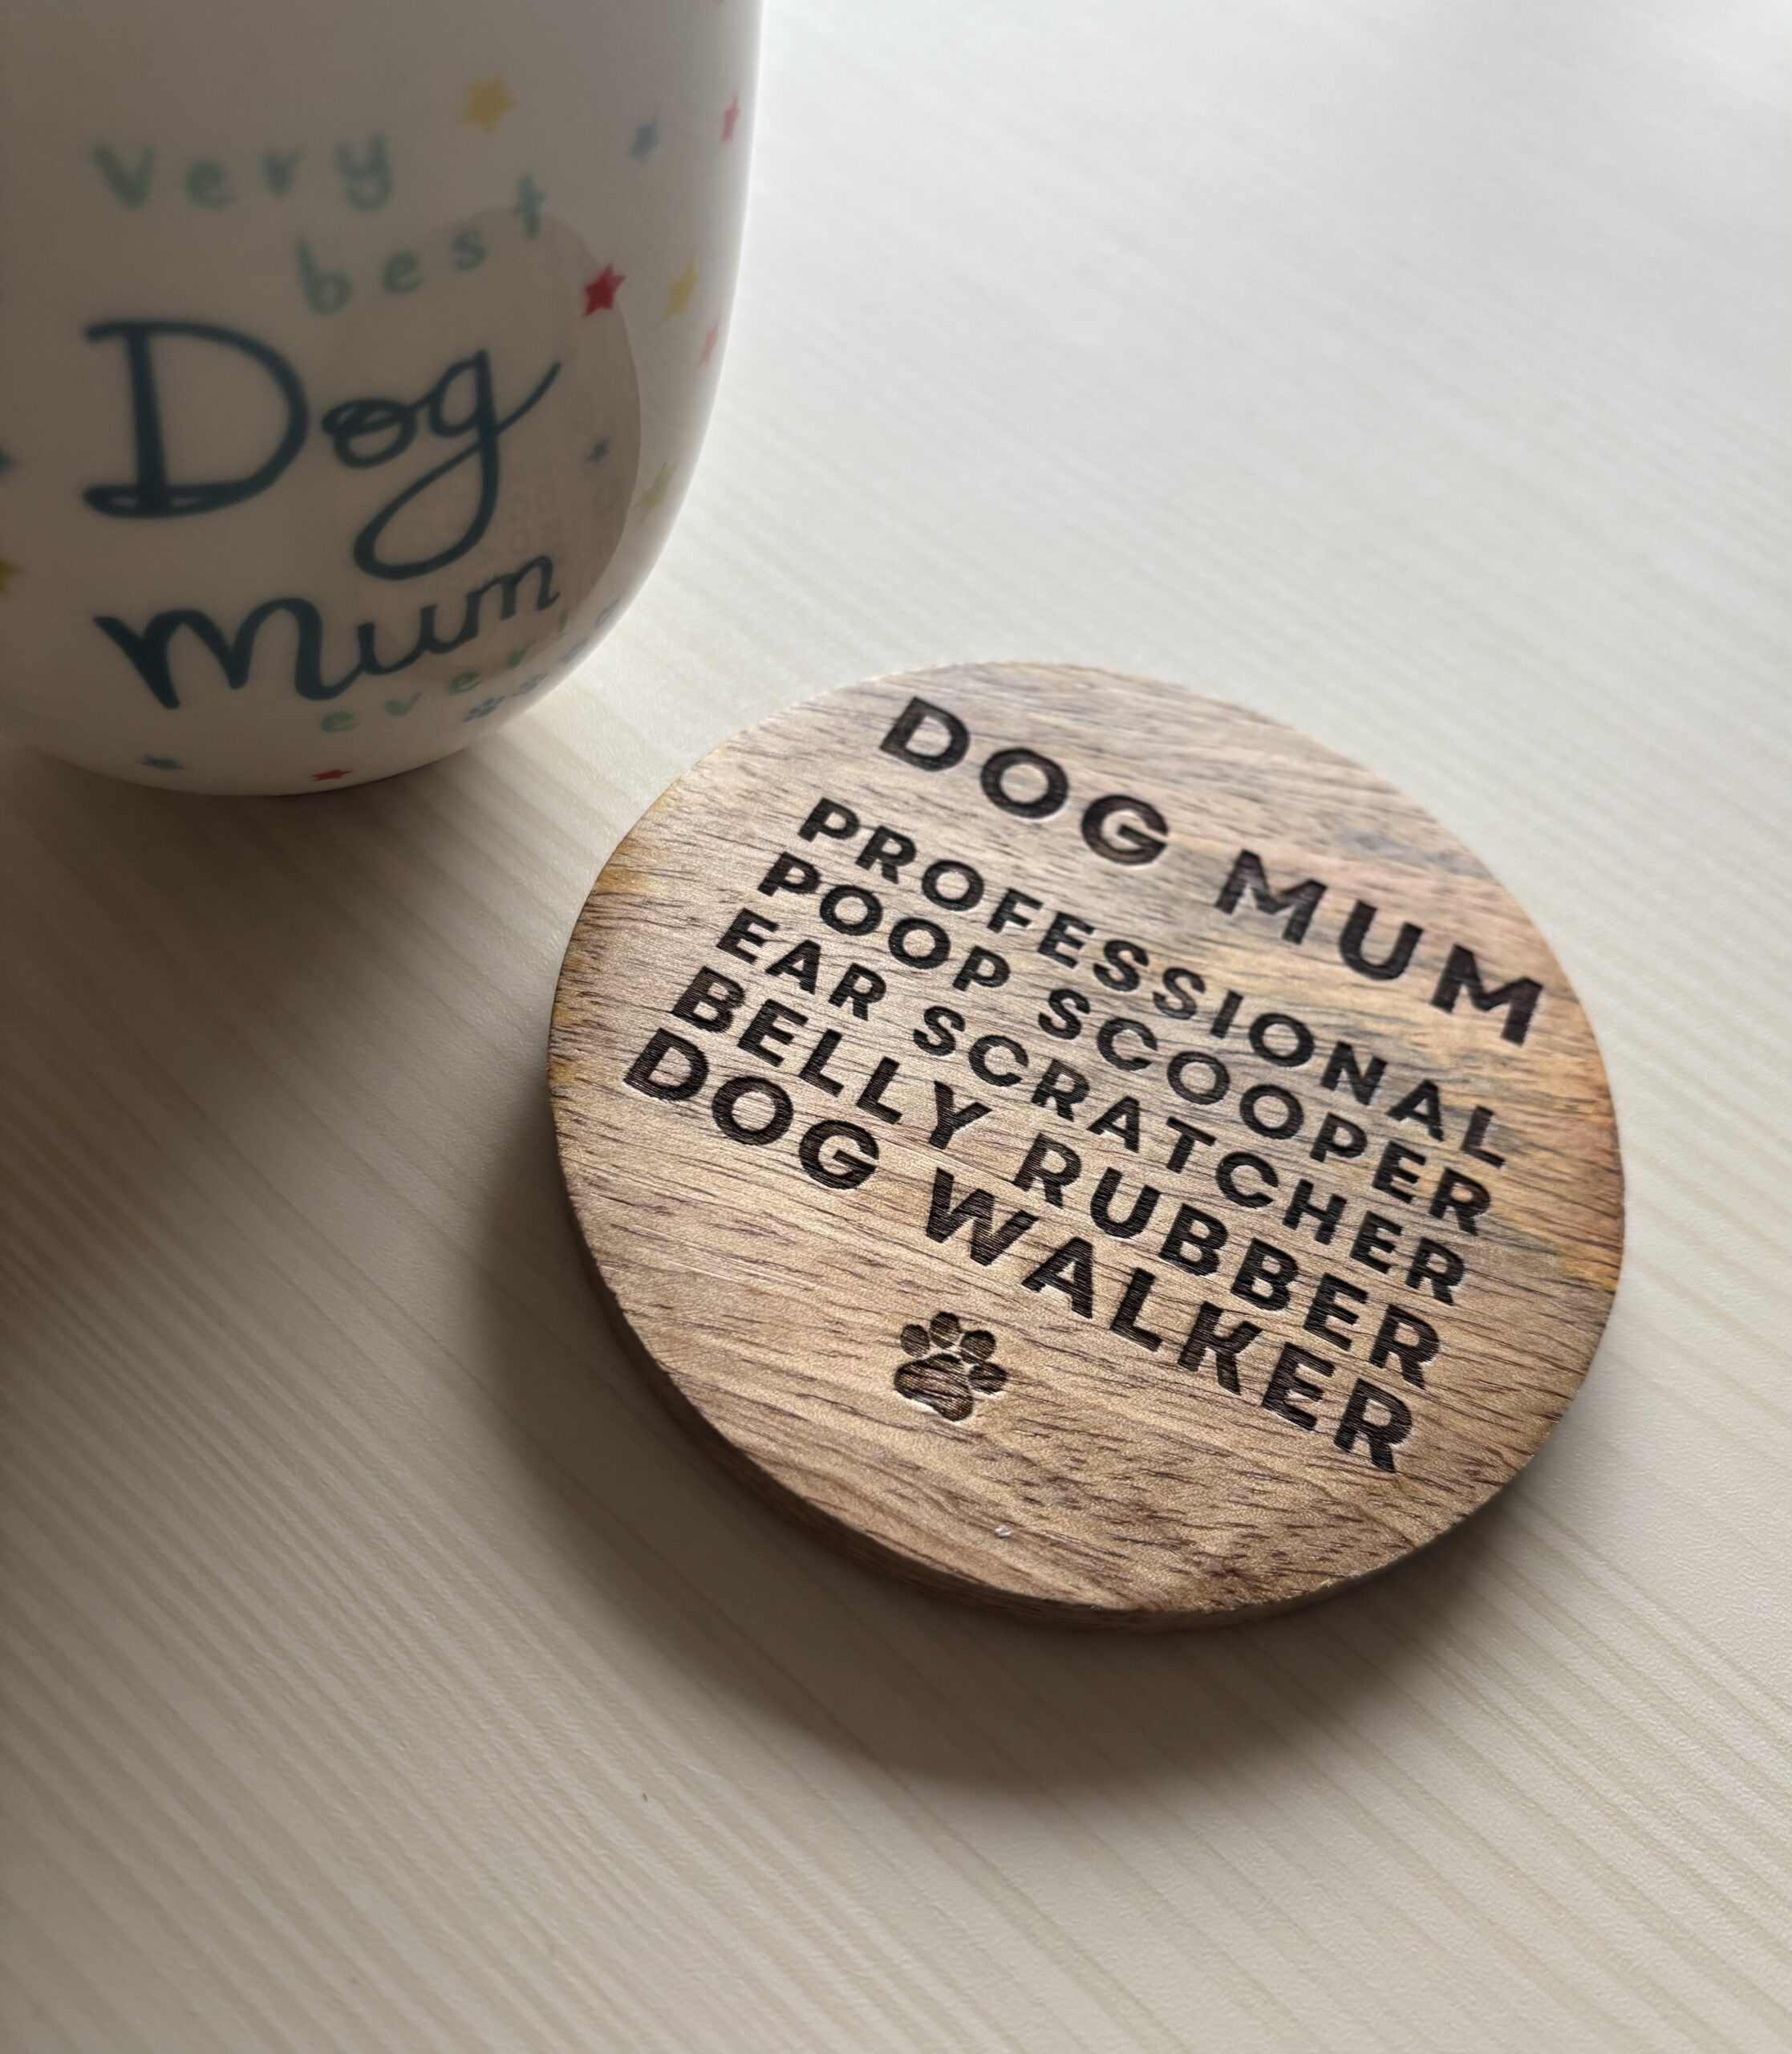 very
best
Dog
mum
ever
DOG MUM
PROFESSIONAL
POOP SCOOPER
EAR SCRATCHER
BELLY RUBBER
DOG WALKER